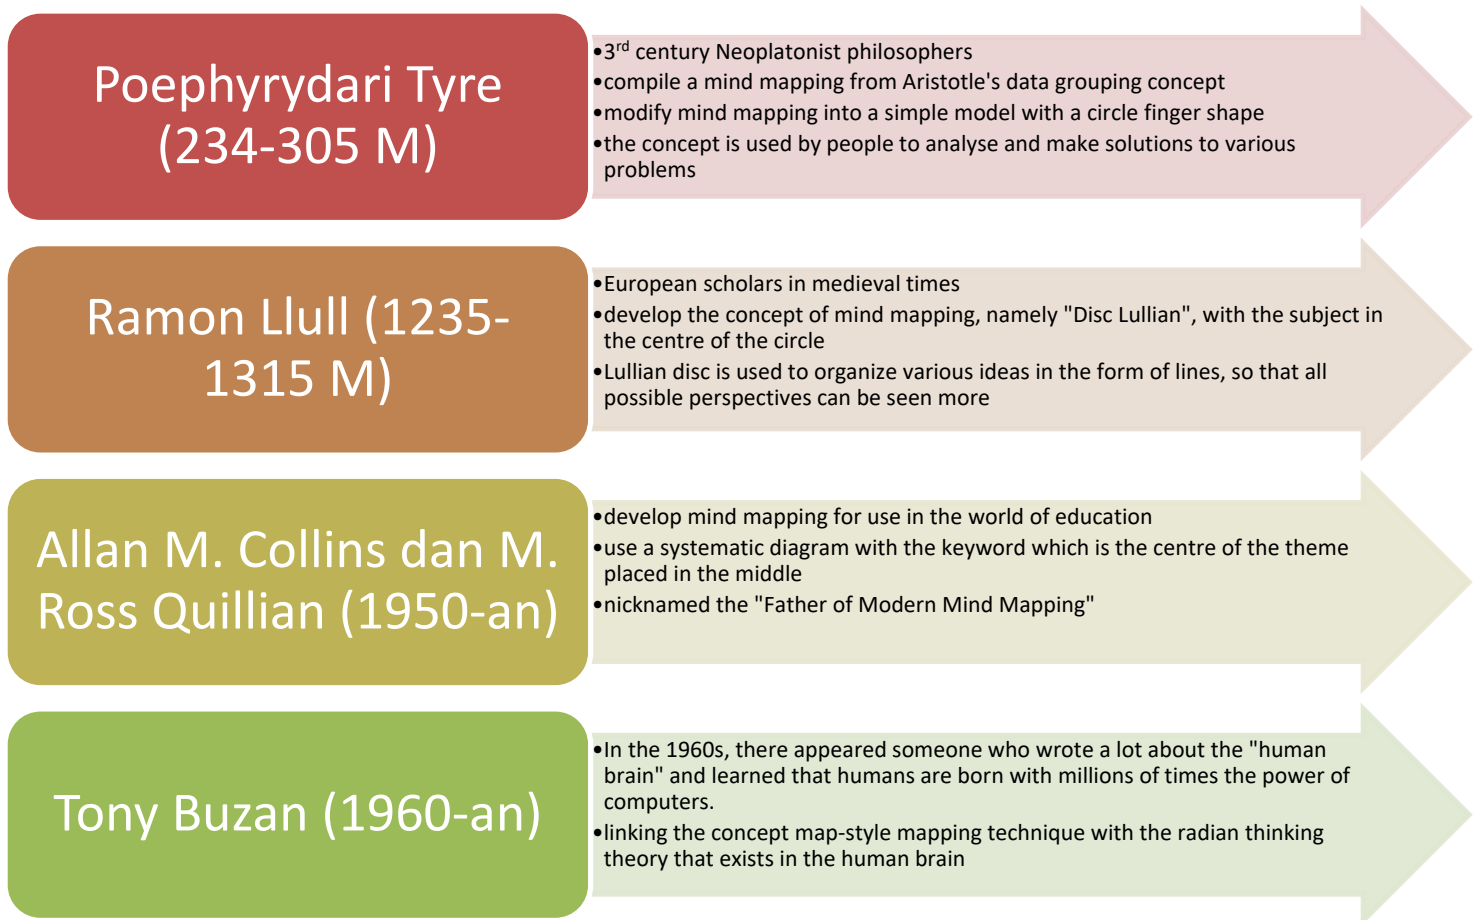 Poephyrydari Tyre
(234-305 M)
•3rd century Neoplatonist philosophers
•compile a mind mapping from Aristotle's data grouping concept
•modify mind mapping into a simple model with a circle finger shape
•the concept is used by people to analyse and make solutions to various
problems
Ramon Llull (1235-
1315 M)
•European scholars in medieval times
•develop the concept of mind mapping, namely "Disc Lullian", with the subject in
the centre of the circle
•Lullian disc is used to organize various ideas in the form of lines, so that all
possible perspectives can be seen more
Allan M. Collins dan M.
Ross Quillian (1950-an)
•develop mind mapping for use in the world of education
•use a systematic diagram with the keyword which is the centre of the theme
placed in the middle
•nicknamed the "Father of Modern Mind Mapping"
Tony Buzan (1960-an)
•In the 1960s, there appeared someone who wrote a lot about the "human
brain" and learned that humans are born with millions of times the power of
computers.
•linking the concept map-style mapping technique with the radian thinking
theory that exists in the human brain